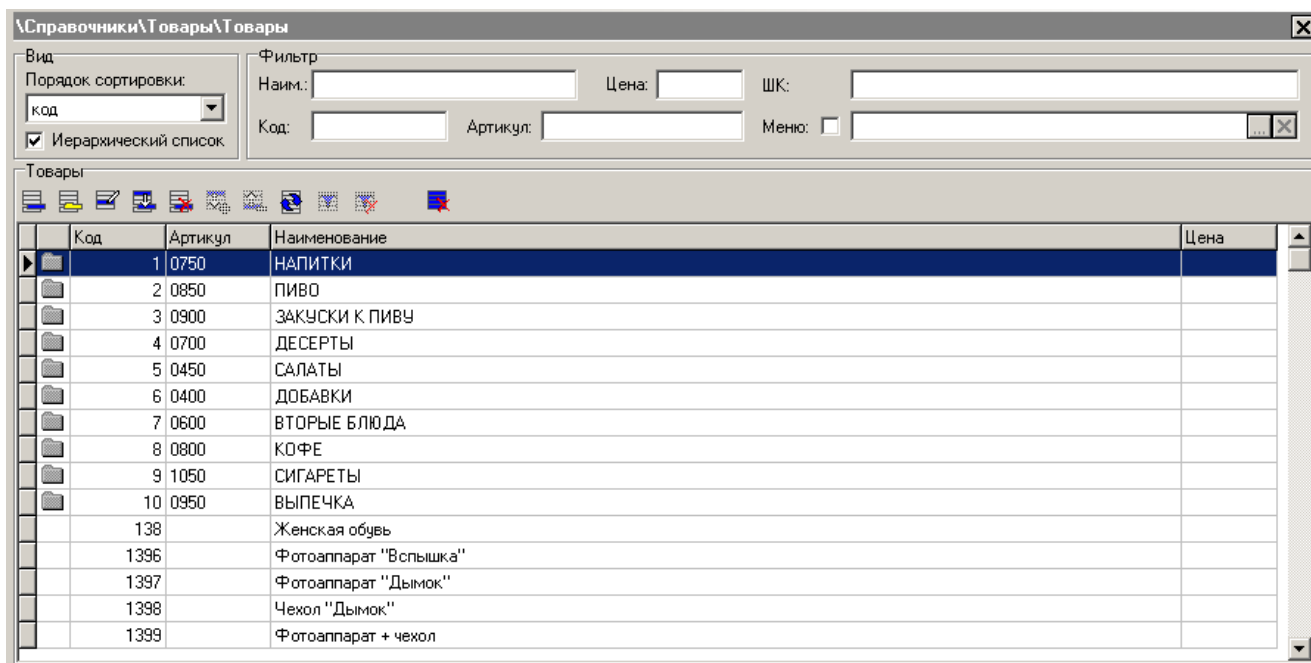 \Справочники\Товары\Товары
Вид
Порядок сортировки:
код
Иерархический список
Фильтр
Наим.: Цена: ШК:
Код: Артикул: Меню: ...
Товары
Код Артикул Наименование Цена
1 0750 НАПИТКИ
2 0850 ПИВО
3 0900 ЗАКУСКИ К ПИВУ
4 0700 ДЕСЕРТЫ
5 0450 САЛАТЫ
6 0400 ДОБАВКИ
7 0600 ВТОРЫЕ БЛЮДА
8 0800 КОФЕ
9 1050 СИГАРЕТЫ
10 0950 ВЫПЕЧКА
138 Женская обувь
1396 Фотоаппарат "Вспышка"
1397 Фотоаппарат "Дымок"
1398 Чехол "Дымок"
1399 Фотоаппарат + чехол